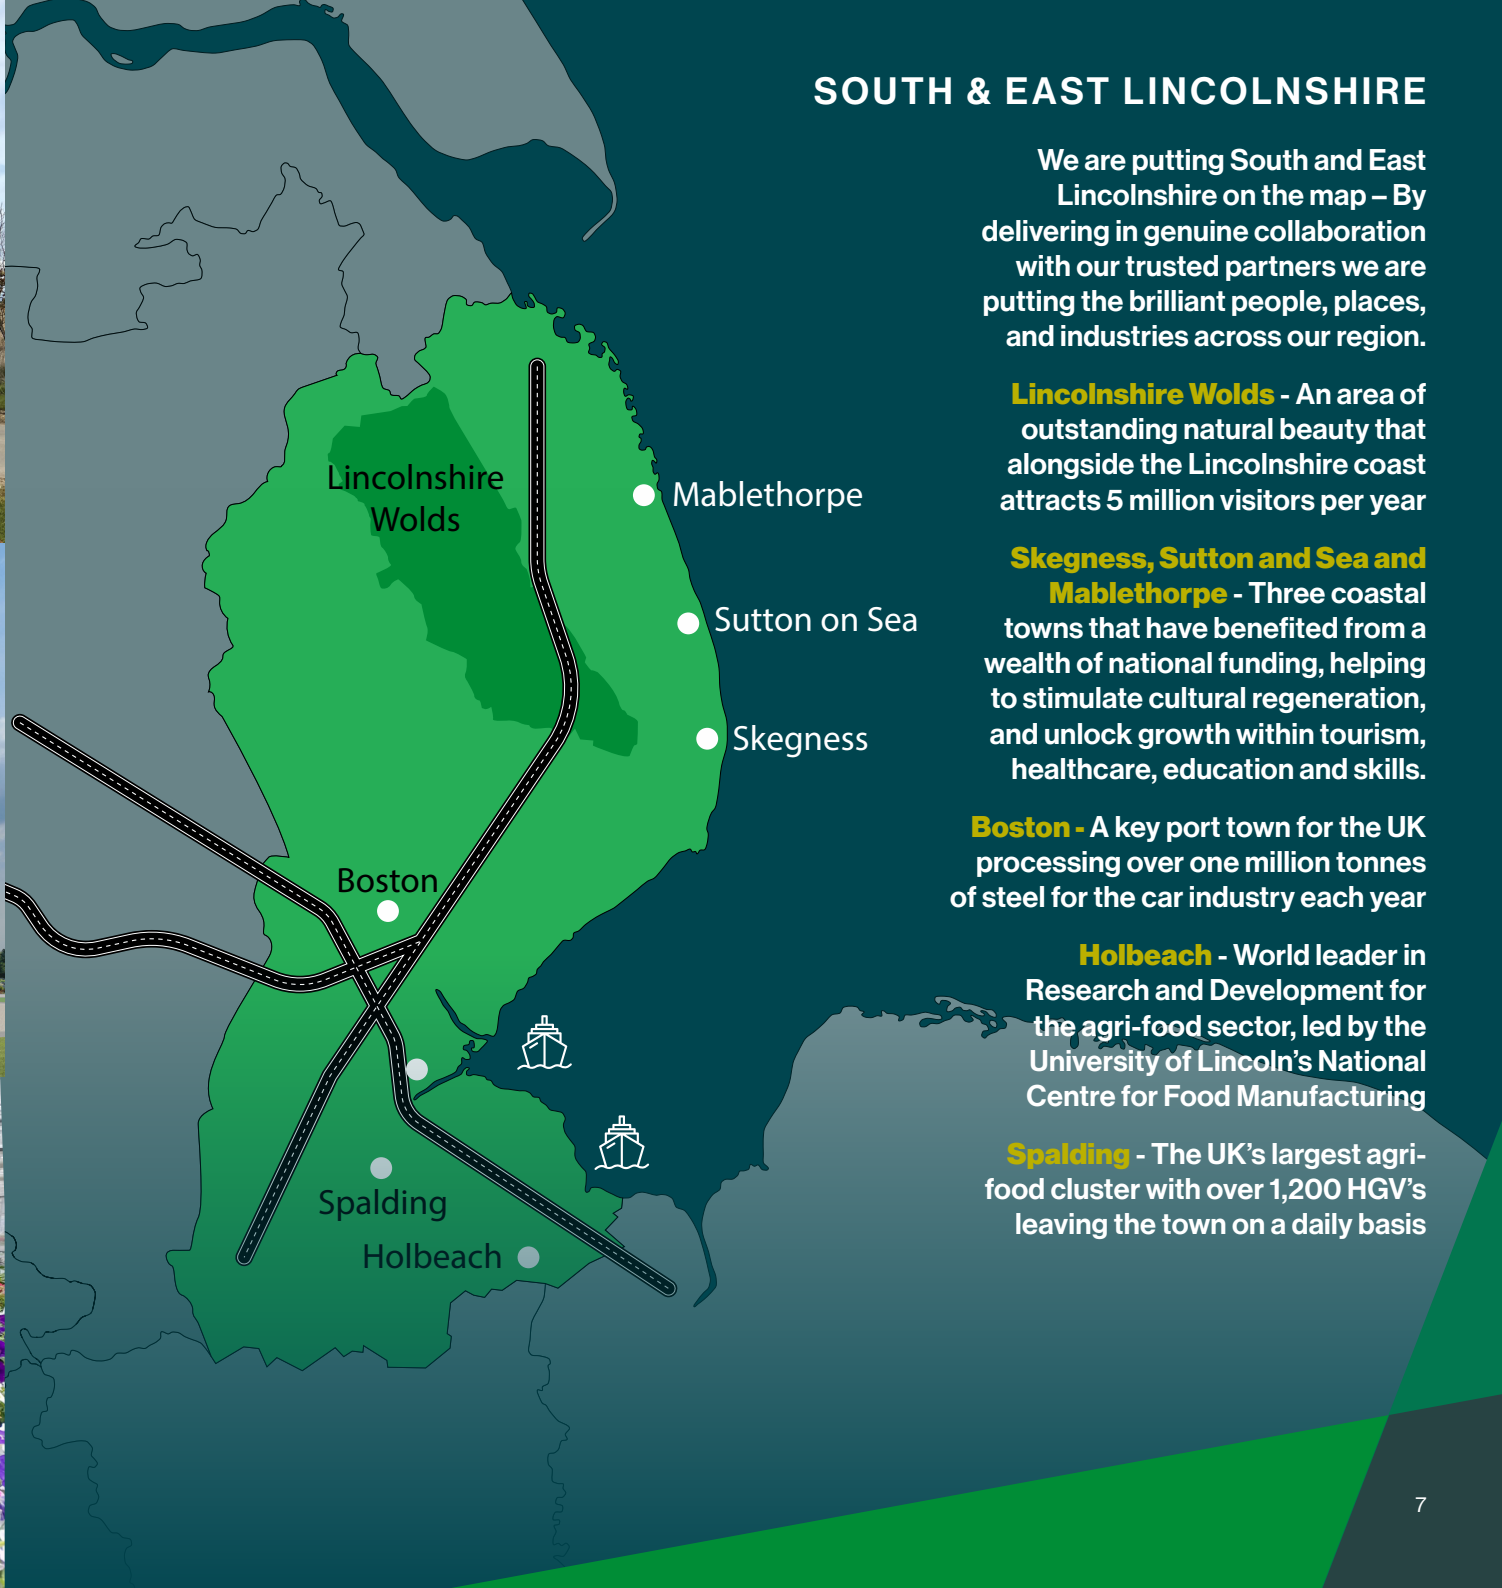 SOUTH & EAST LINCOLNSHIRE
We are putting South and East
Lincolnshire on the map – By
delivering in genuine collaboration
with our trusted partners we are
putting the brilliant people, places,
and industries across our region.
Lincolnshire Wolds - An area of
outstanding natural beauty that
alongside the Lincolnshire coast
attracts 5 million visitors per year
Skegness, Sutton and Sea and
Mablethorpe - Three coastal
towns that have benefited from a
wealth of national funding, helping
to stimulate cultural regeneration,
and unlock growth within tourism,
healthcare, education and skills.
Boston - A key port town for the UK
processing over one million tonnes
of steel for the car industry each year
Holbeach - World leader in
Research and Development for
the agri-food sector, led by the
University of Lincoln’s National
Centre for Food Manufacturing
Spalding - The UK’s largest agri-
food cluster with over 1,200 HGV’s
leaving the town on a daily basis
Lincolnshire
Wolds
Mablethorpe
Sutton on Sea
Skegness
Boston
Spalding
Holbeach
7